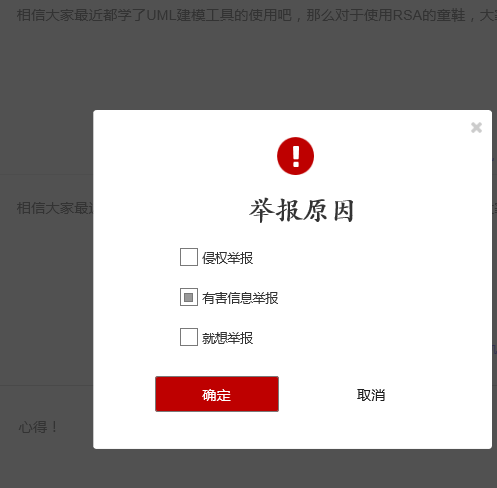 相信大家最近都学了UML建模工具的使用吧，那么对于使用RSA的童鞋，大
举报原因
相信大家最近
侵权举报
有害信息举报
就想举报
确定
取消
心得！